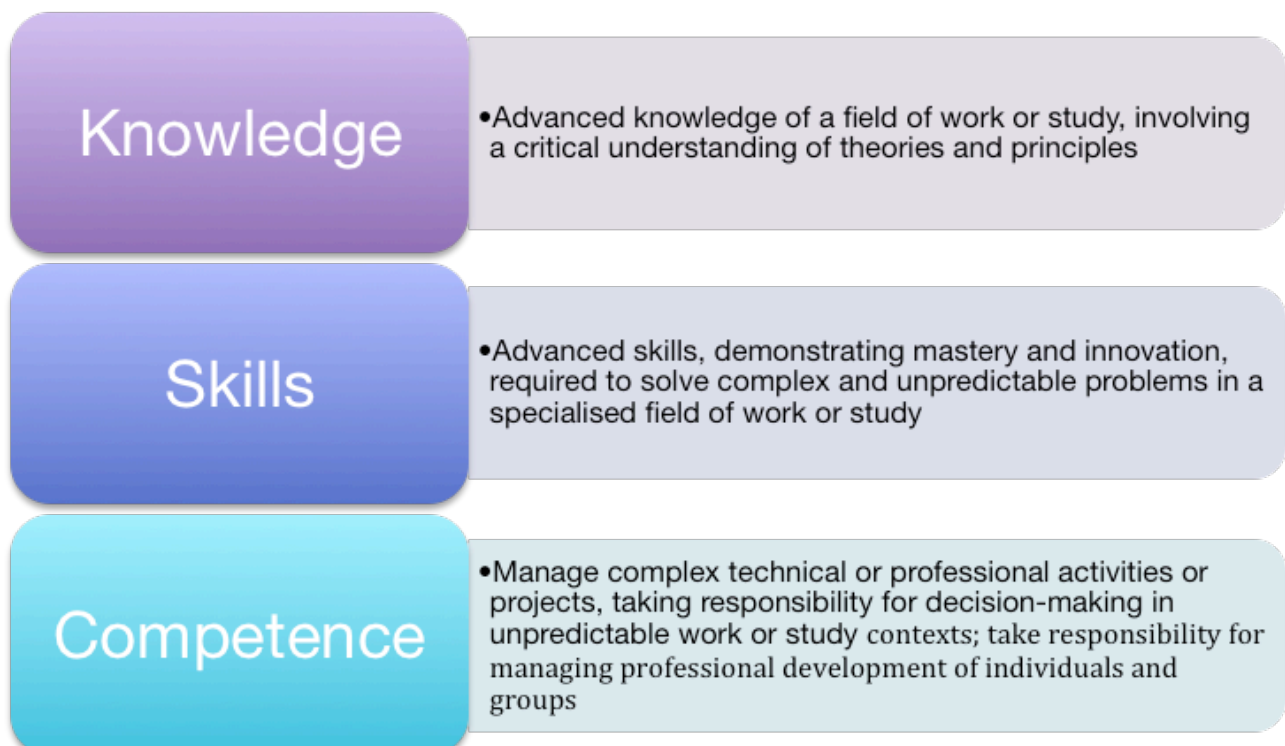 Knowledge
•Advanced knowledge of a field of work or study, involving
a critical understanding of theories and principles
Skills
•Advanced skills, demonstrating mastery and innovation,
required to solve complex and unpredictable problems in a
specialised field of work or study
Competence
•Manage complex technical or professional activities or
projects, taking responsibility for decision-making in
unpredictable work or study contexts; take responsibility for
managing professional development of individuals and
groups